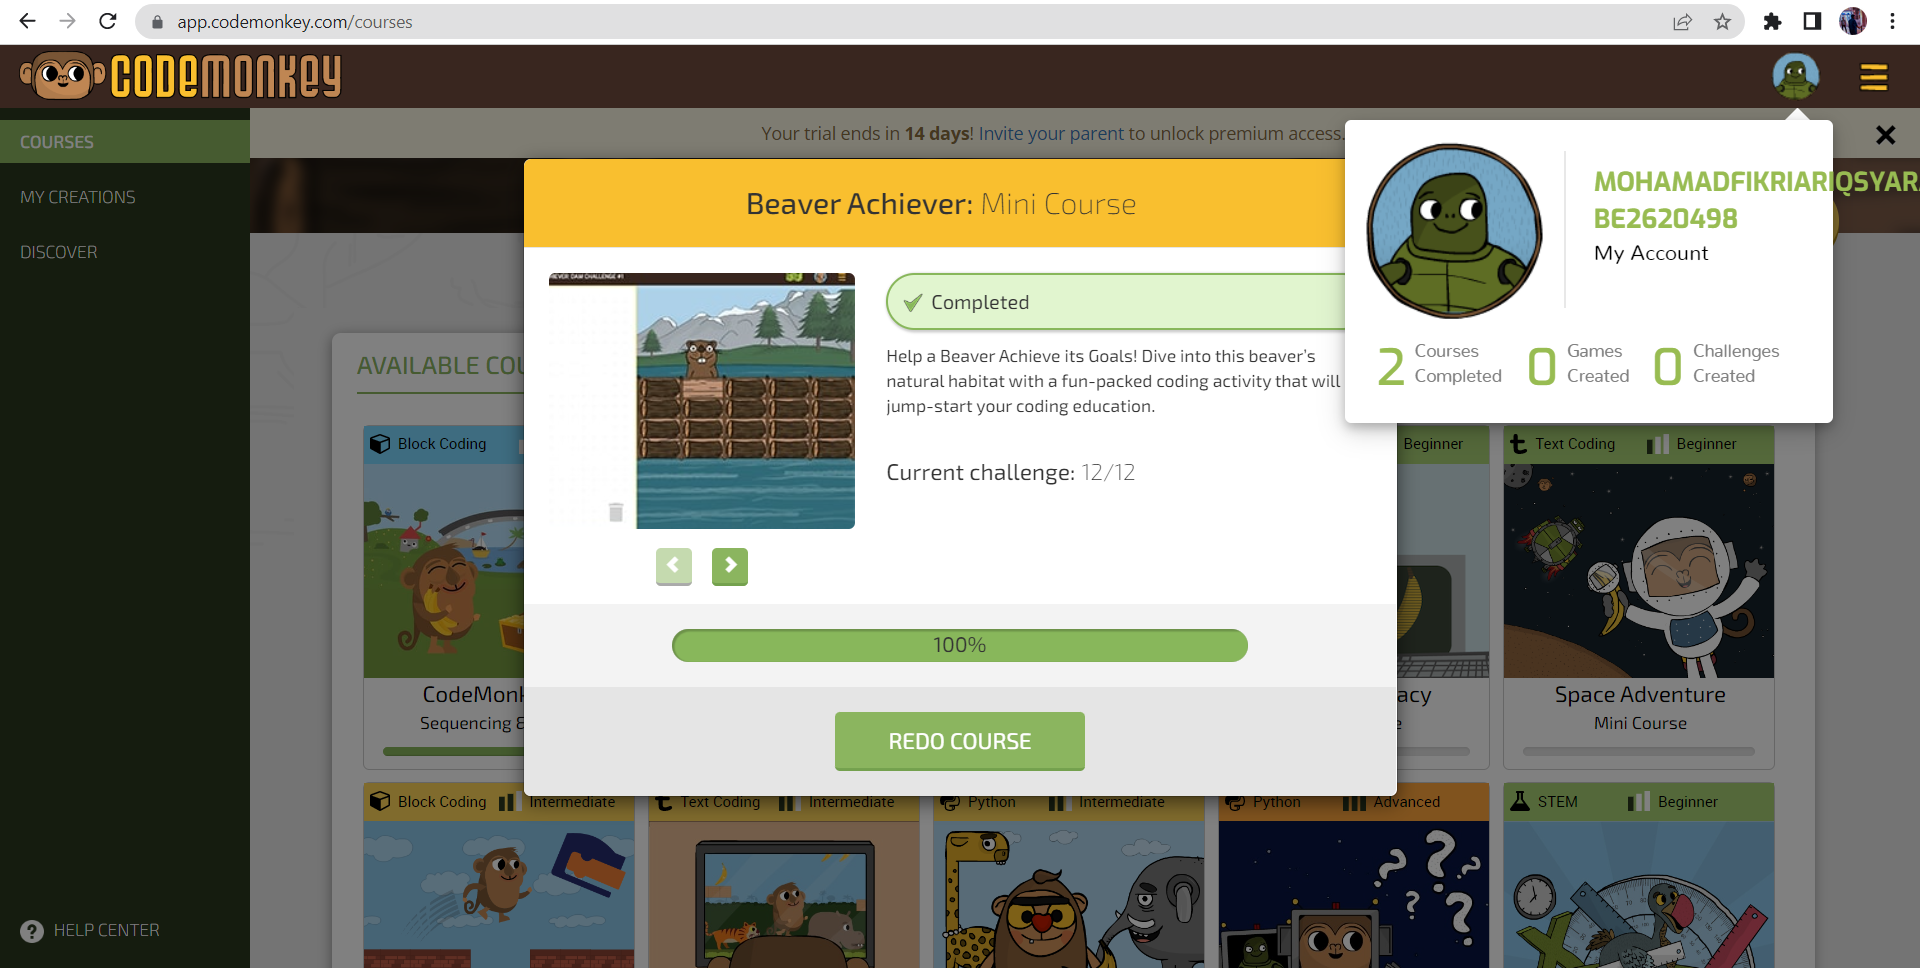 app.codemonkey.com/courses
CODEMONKEY
COURSES
MY CREATIONS
DISCOVER
HELP CENTER
Your trial ends in 14 days! Invite your parent to unlock premium access.
MOHAMADFIKRIARIQSYAR
BE2620498
My Account
2 Courses Completed
0 Games Created
0 Challenges Created
Beaver Achiever: Mini Course
DAM CHALLENGE #1
Completed
Help a Beaver Achieve its Goals! Dive into this beaver's
natural habitat with a fun-packed coding activity that will
jump-start your coding education.
Current challenge: 12/12
100%
REDO COURSE
AVAILABLE COU
Block Coding
Beginner
Text Coding Beginner
CodeMonk
Sequencing &
acy
Space Adventure
Mini Course
Block Coding Intermediate
Text Coding Intermediate
Python Intermediate
Python Advanced
STEM Beginner